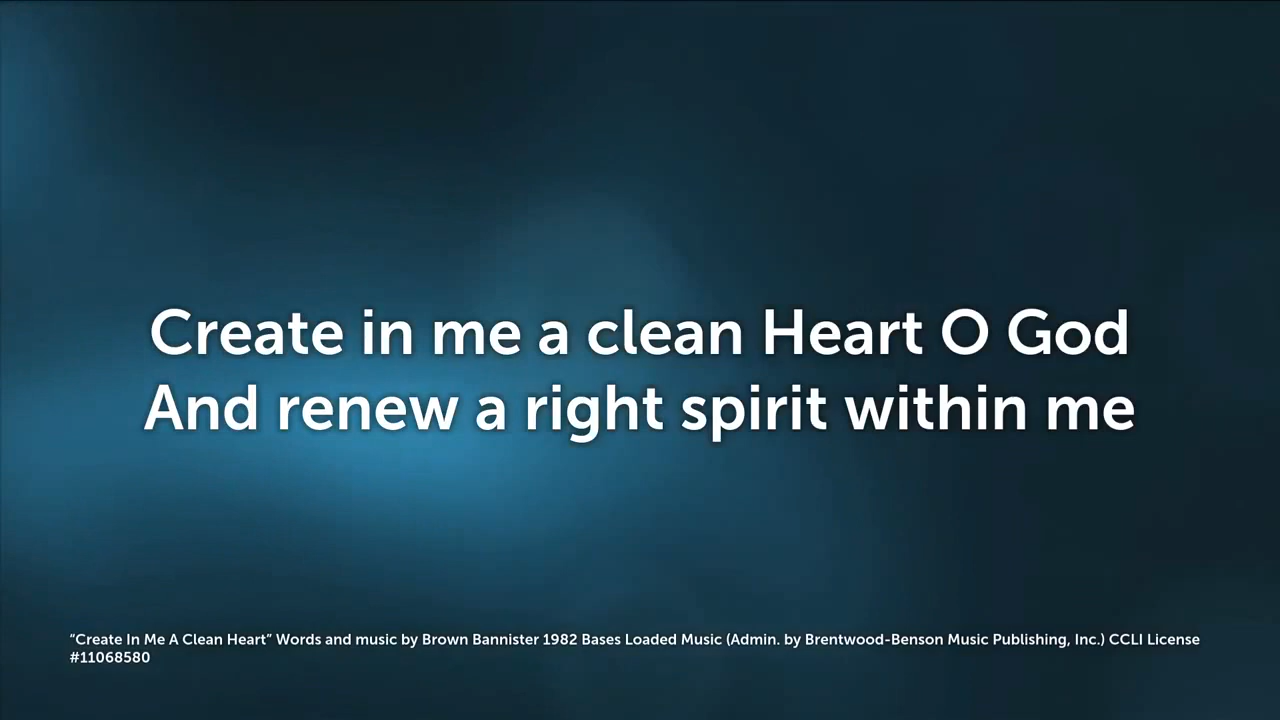 Create in me a clean Heart O God
And renew a right spirit within me
“Create In Me A Clean Heart” Words and music by Brown Bannister 1982 Bases Loaded Music (Admin. by Brentwood-Benson Music Publishing, Inc.) CCLI License
#11068580